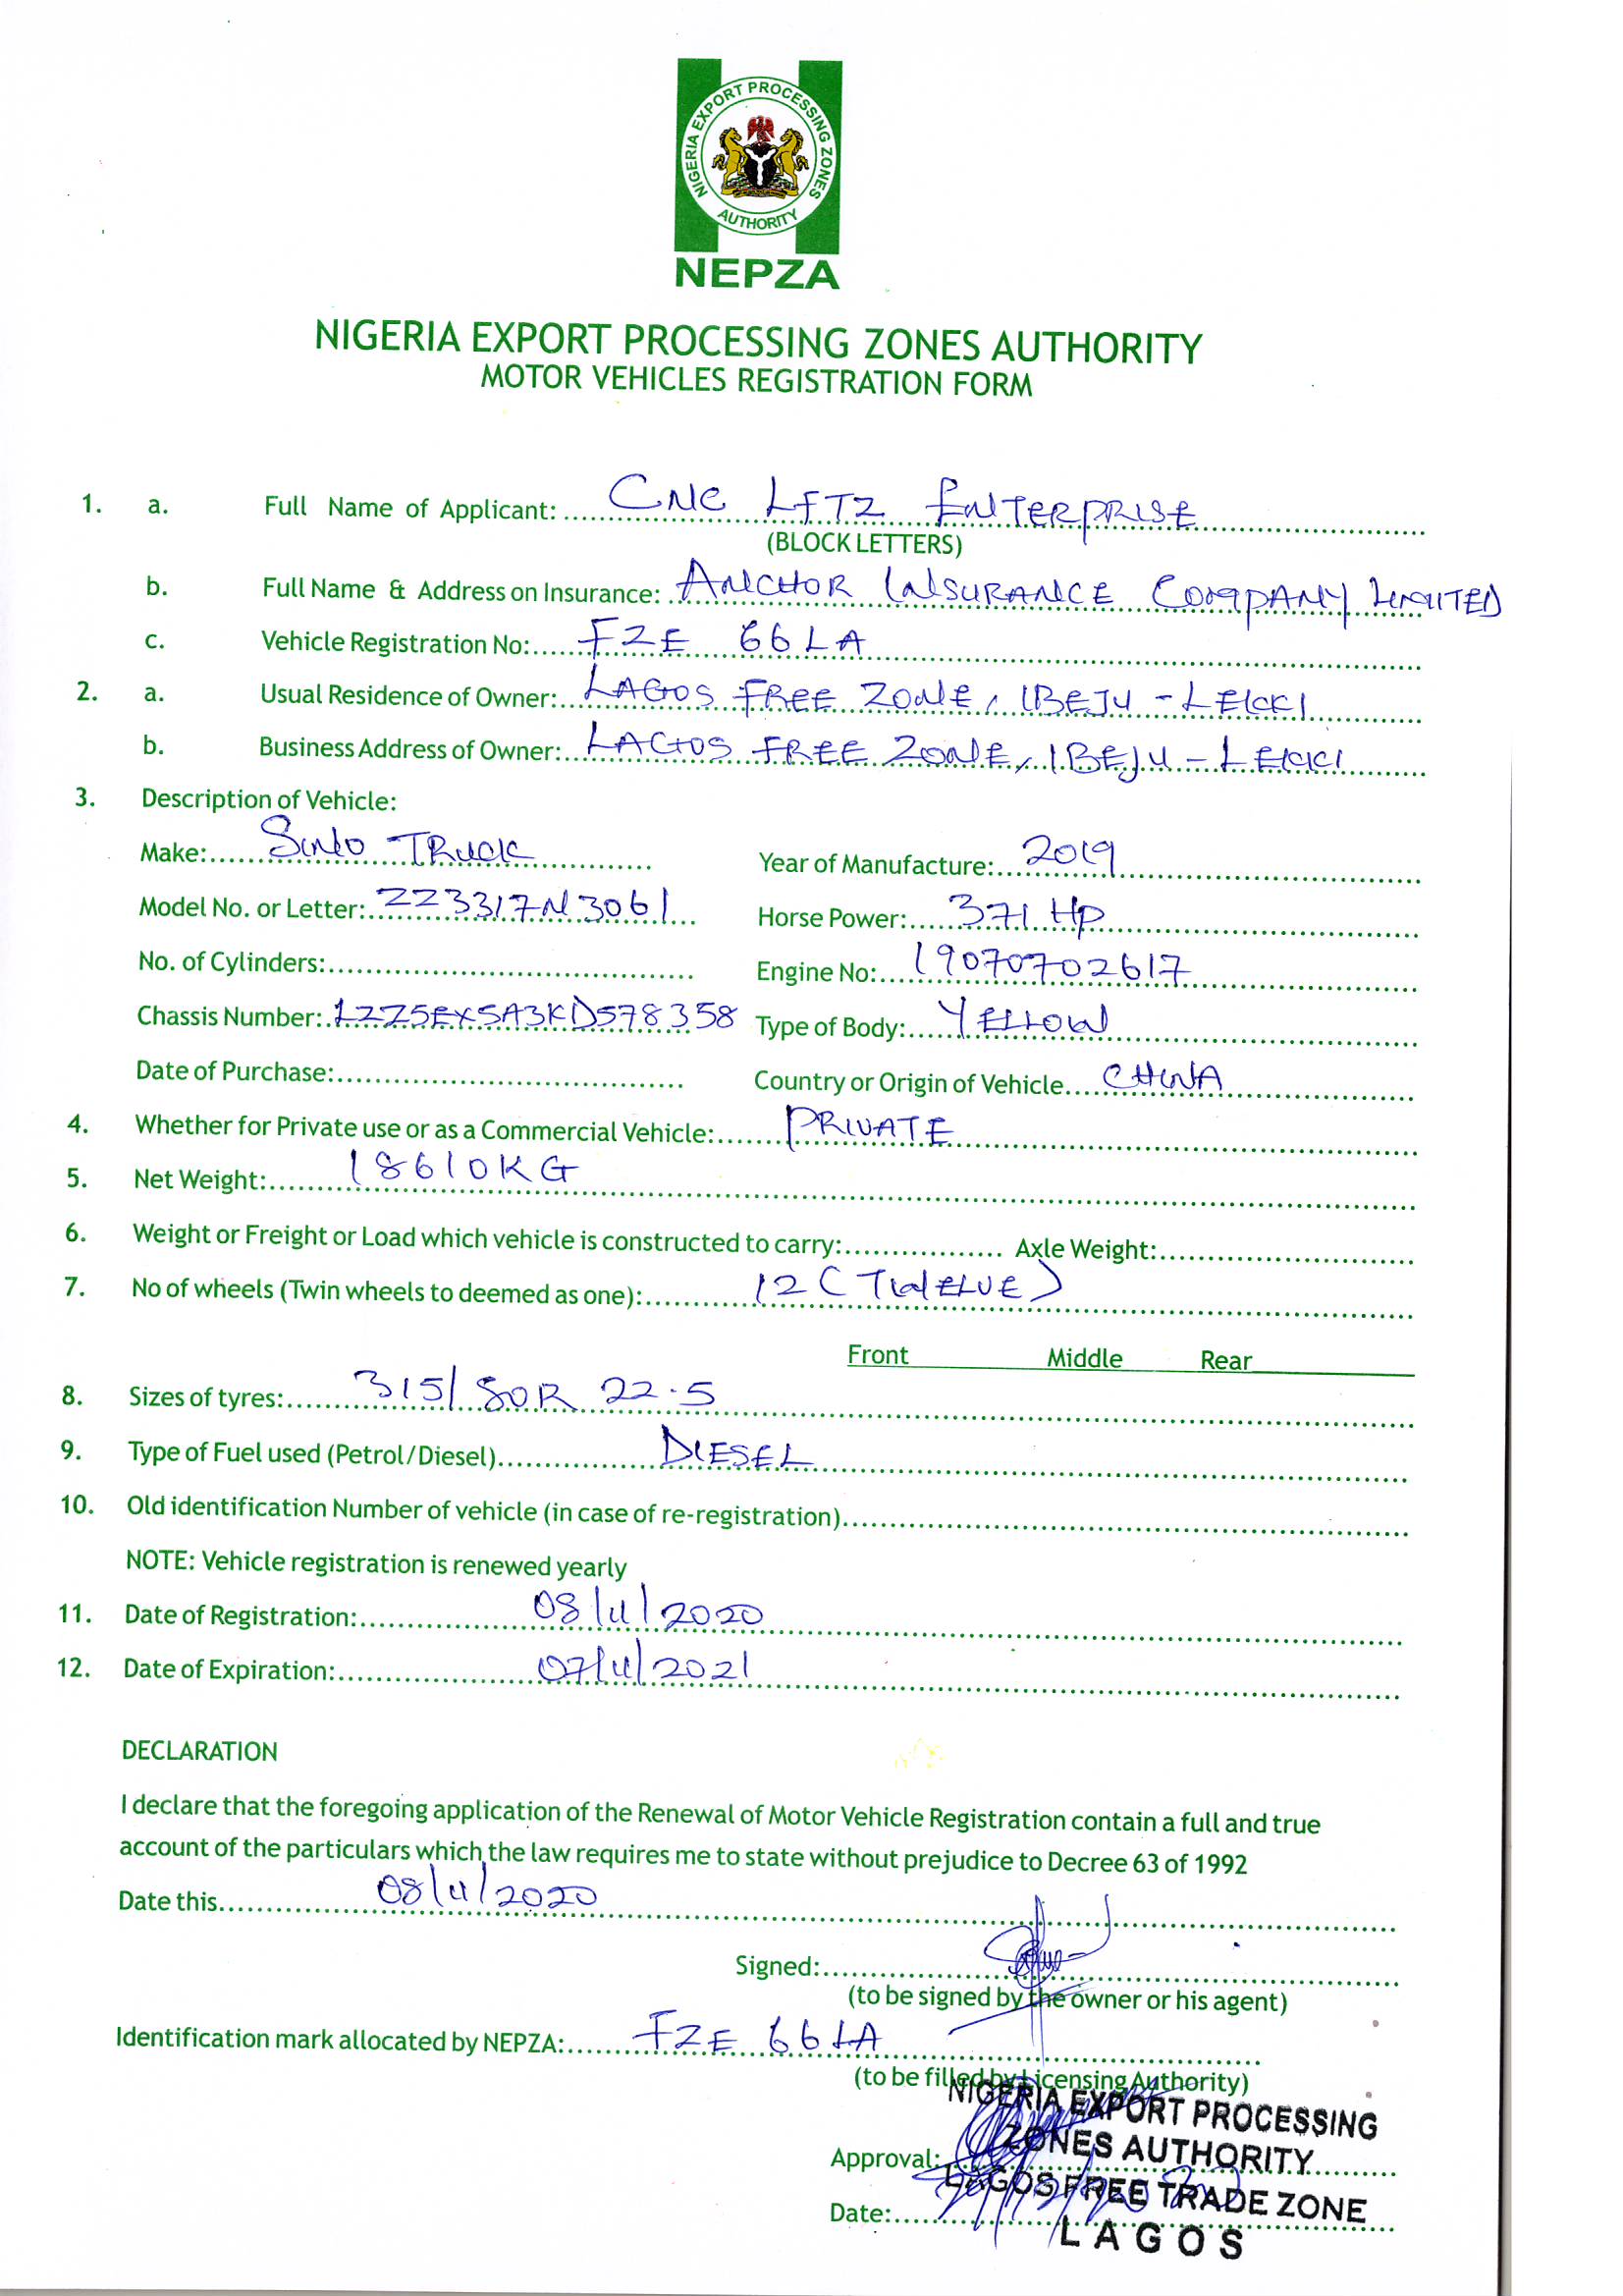 NIGERIA EXPORT PROCESSING ZONES
AUTHORITY
NEPZA
NIGERIA EXPORT PROCESSING ZONES AUTHORITY
MOTOR VEHICLES REGISTRATION FORM
1. a. Full Name of Applicant: CNC LFTZ ENTERPRISE
(BLOCK LETTERS)
b. Full Name & Address on Insurance: ANCHOR INSURANCE COMPANY LIMITED
c. Vehicle Registration No: FZE 66 LA
2. a. Usual Residence of Owner: LAGOS FREE ZONE, IBEJU - LEKKI
b. Business Address of Owner: LAGOS FREE ZONE, IBEJU - LEKKI
3. Description of Vehicle:
Make: SINO TRUCK Year of Manufacture: 2019
Model No. or Letter: ZZ3317N3061 Horse Power: 371 HP
No. of Cylinders: Engine No: 19070702617
Chassis Number: LZZ5EXSA3KD578358 Type of Body: YELLOW
Date of Purchase: Country or Origin of Vehicle CHINA
4. Whether for Private use or as a Commercial Vehicle: PRIVATE
5. Net Weight: 18610KG
6. Weight or Freight or Load which vehicle is constructed to carry: Axle Weight:
7. No of wheels (Twin wheels to deemed as one): 12 (TWELVE)
Front Middle Rear
8. Sizes of tyres: 315/80R 22.5
9. Type of Fuel used (Petrol/Diesel) DIESEL
10. Old identification Number of vehicle (in case of re-registration)
NOTE: Vehicle registration is renewed yearly
11. Date of Registration: 08/11/2020
12. Date of Expiration: 07/11/2021
DECLARATION
I declare that the foregoing application of the Renewal of Motor Vehicle Registration contain a full and true
account of the particulars which the law requires me to state without prejudice to Decree 63 of 1992
Date this 08/11/2020
Signed:
(to be signed by the owner or his agent)
Identification mark allocated by NEPZA: FZE 66 LA
(to be filled by Licensing Authority)
NIGERIA EXPORT PROCESSING
ZONES AUTHORITY
Approval:
LAGOS FREE TRADE ZONE
Date:
LAGOS